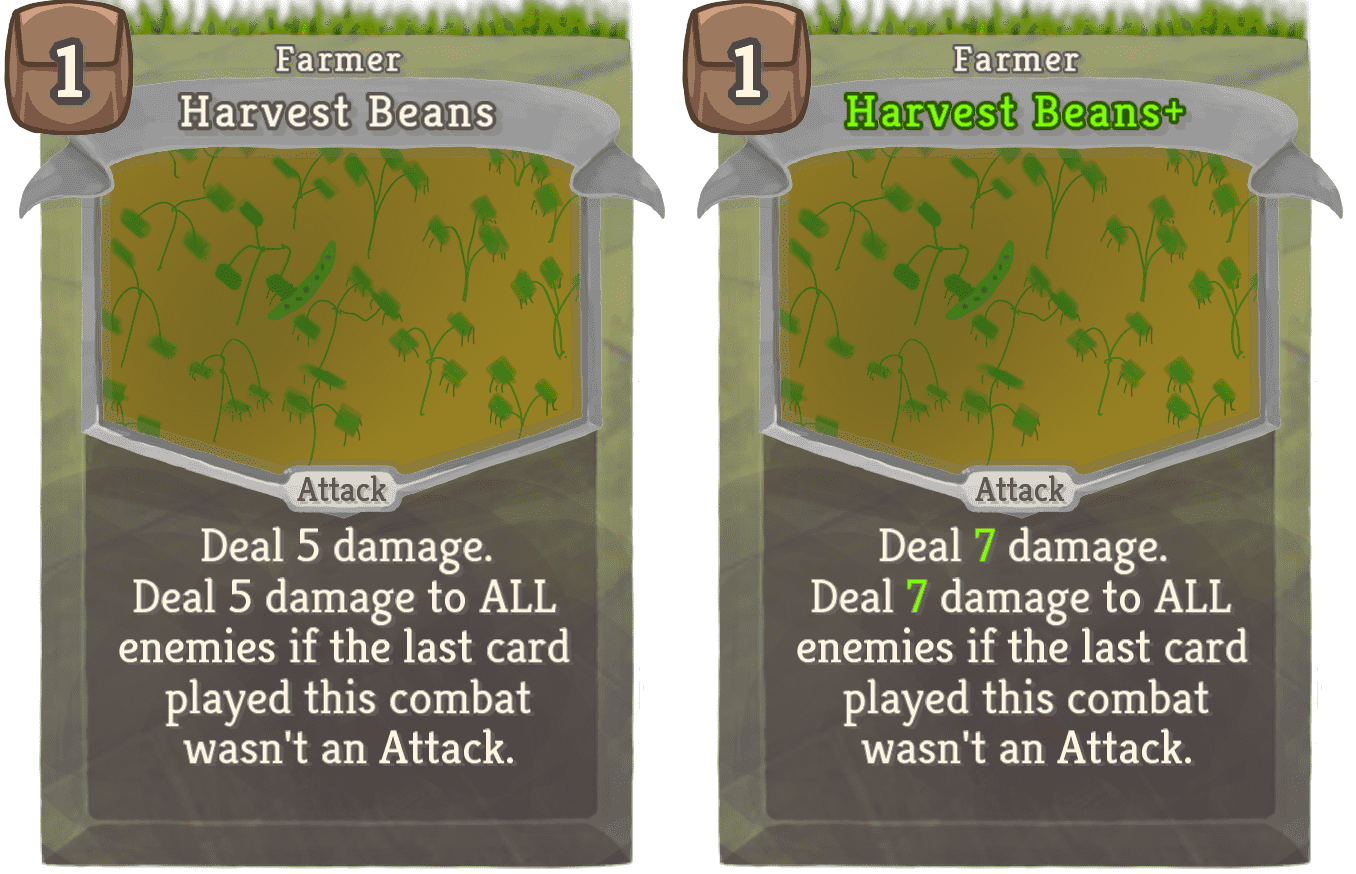 1
Farmer
Harvest Beans
Attack
Deal 5 damage.
Deal 5 damage to ALL
enemies if the last card
played this combat
wasn't an Attack.
1
Farmer
Harvest Beans+
Attack
Deal 7 damage.
Deal 7 damage to ALL
enemies if the last card
played this combat
wasn't an Attack.